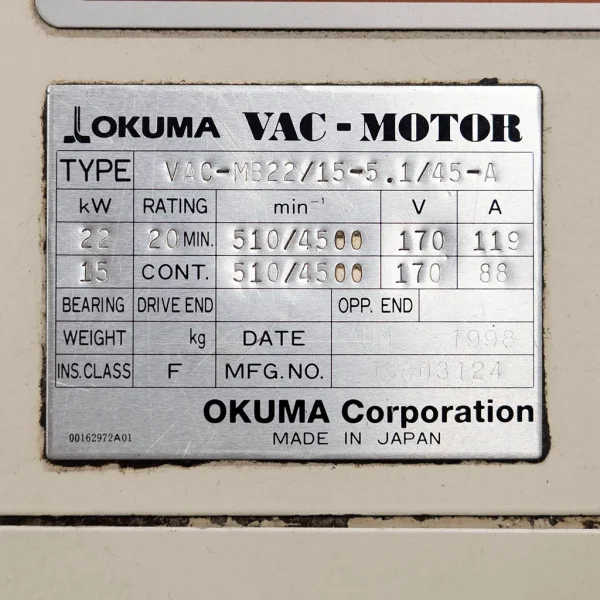 OKUMA VAC-MOTOR
TYPE VAC-MB22/15-5.1/45-A
kW RATING min⁻¹ V A
22 20 MIN. 510/4500 170 119
15 CONT. 510/4500 170 88
BEARING DRIVE END OPP. END
WEIGHT kg DATE 1998
INS.CLASS F MFG.NO.
OKUMA Corporation
00162972A01 MADE IN JAPAN